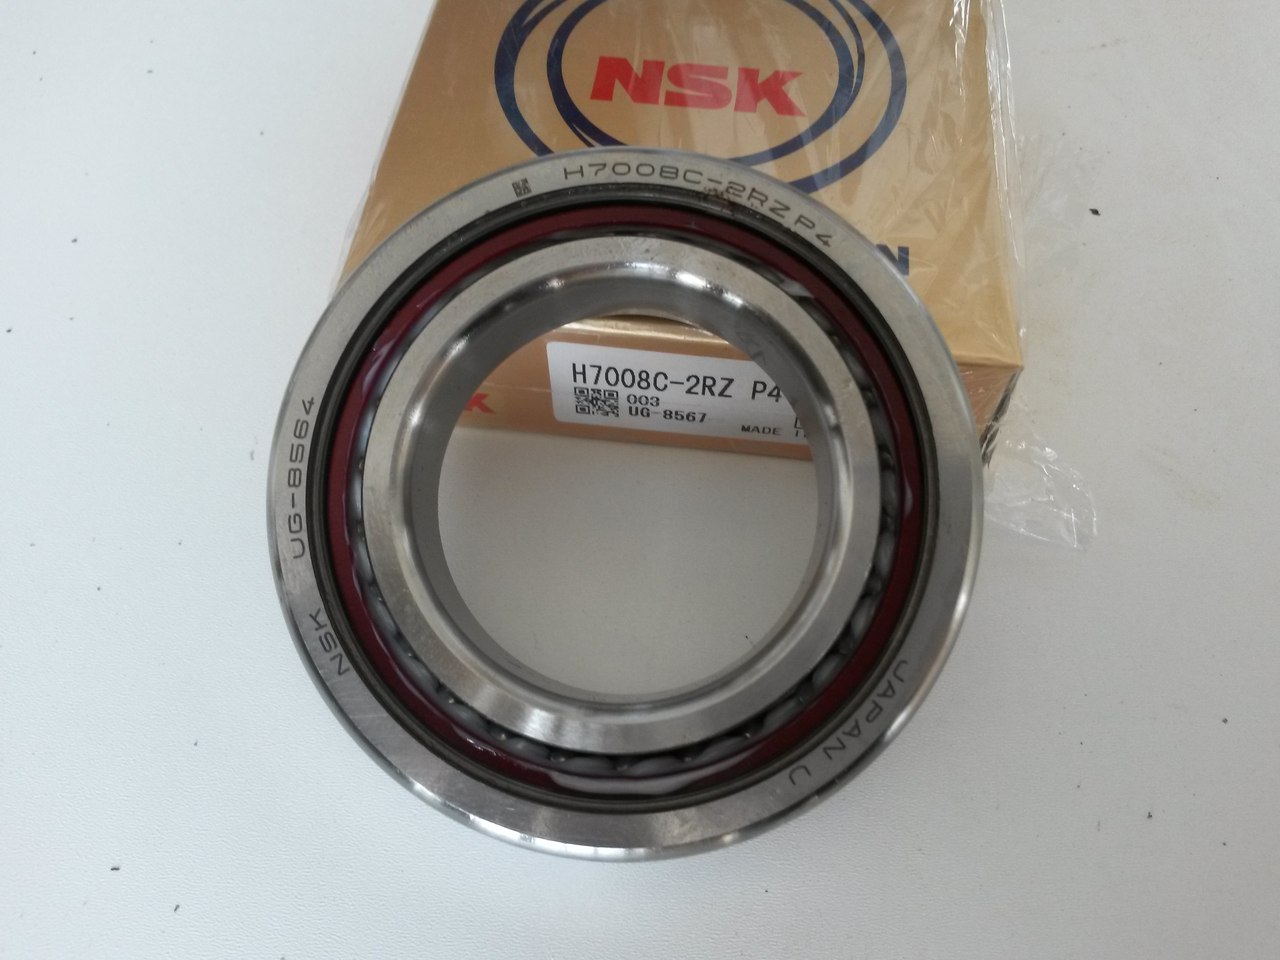 NSK
H7008C-2RZ P4
N
K
H7008C-2RZ P4
003
UG-8567
MADE
UG-8564
NSK
JAPAN U